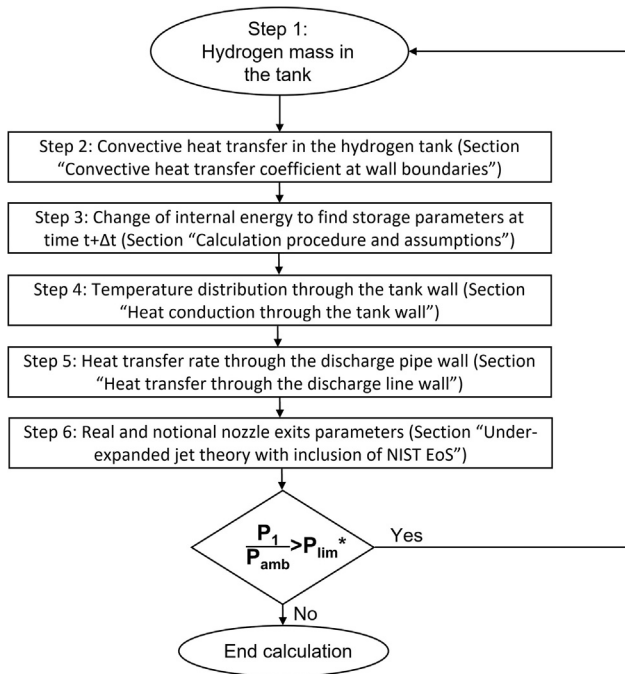 Step 1:
Hydrogen mass in
the tank
Step 2: Convective heat transfer in the hydrogen tank (Section
“Convective heat transfer coefficient at wall boundaries”)
Step 3: Change of internal energy to find storage parameters at
time t+Δt (Section “Calculation procedure and assumptions”)
Step 4: Temperature distribution through the tank wall (Section
“Heat conduction through the tank wall”)
Step 5: Heat transfer rate through the discharge pipe wall (Section
“Heat transfer through the discharge line wall”)
Step 6: Real and notional nozzle exits parameters (Section “Under-
expanded jet theory with inclusion of NIST EoS”)
P1
Pamb
>Plim*
Yes
No
End calculation